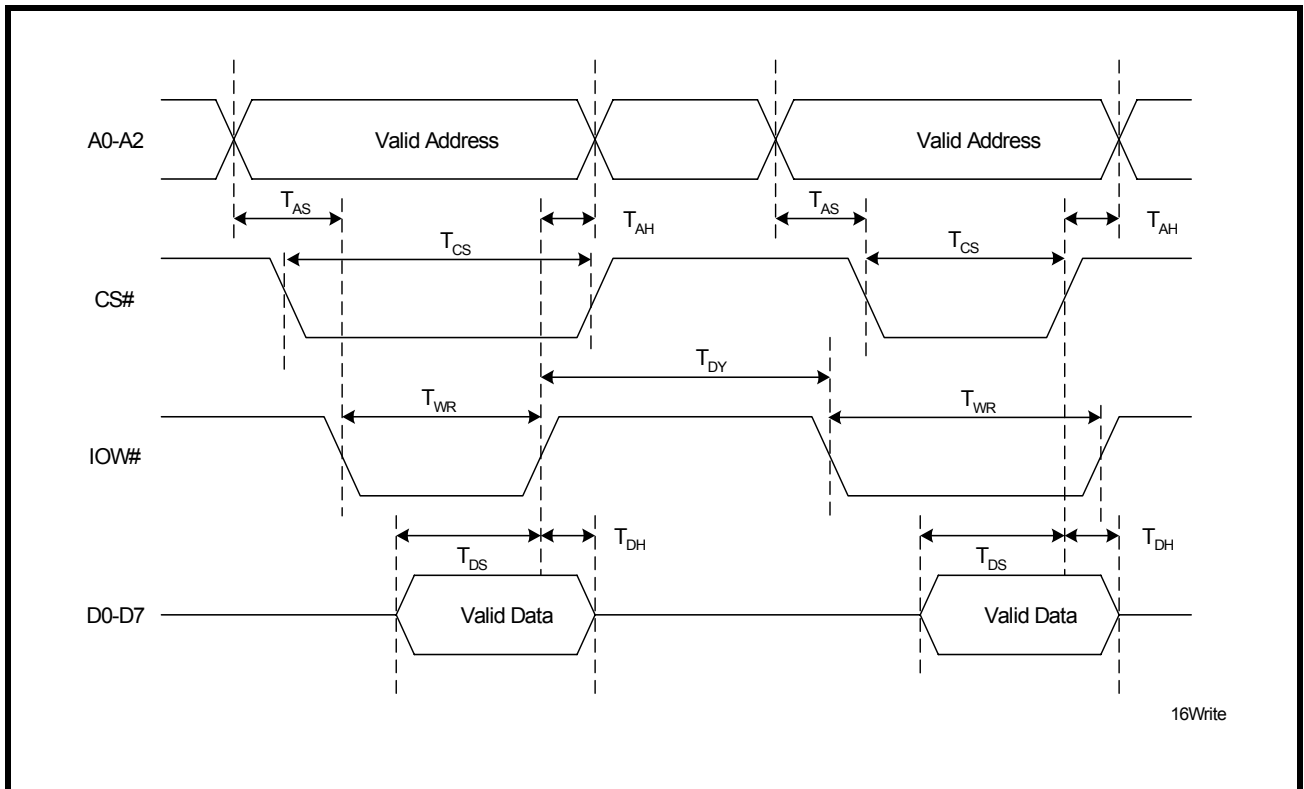 A0-A2
Valid Address
Valid Address
TAS
TAH
TAS
TAH
TCS
TCS
CS#
TDY
TWR
TWR
IOW#
TDS
TDH
TDS
TDH
D0-D7
Valid Data
Valid Data
16Write